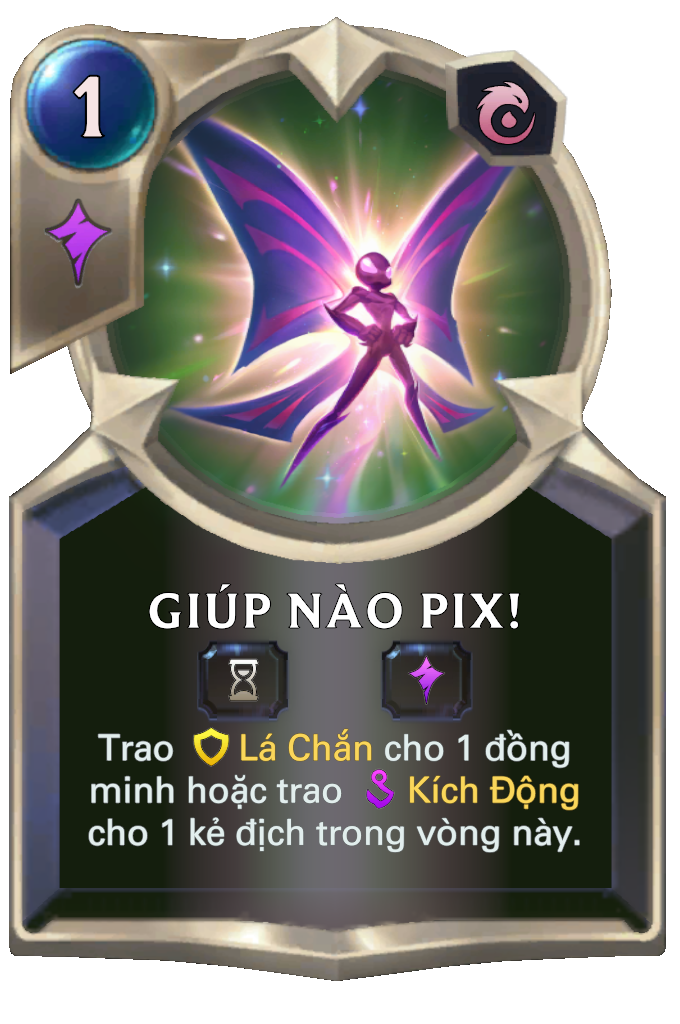 1
GIÚP NÀO PIX!
Trao Lá Chắn cho 1 đồng
minh hoặc trao Kích Động
cho 1 kẻ địch trong vòng này.